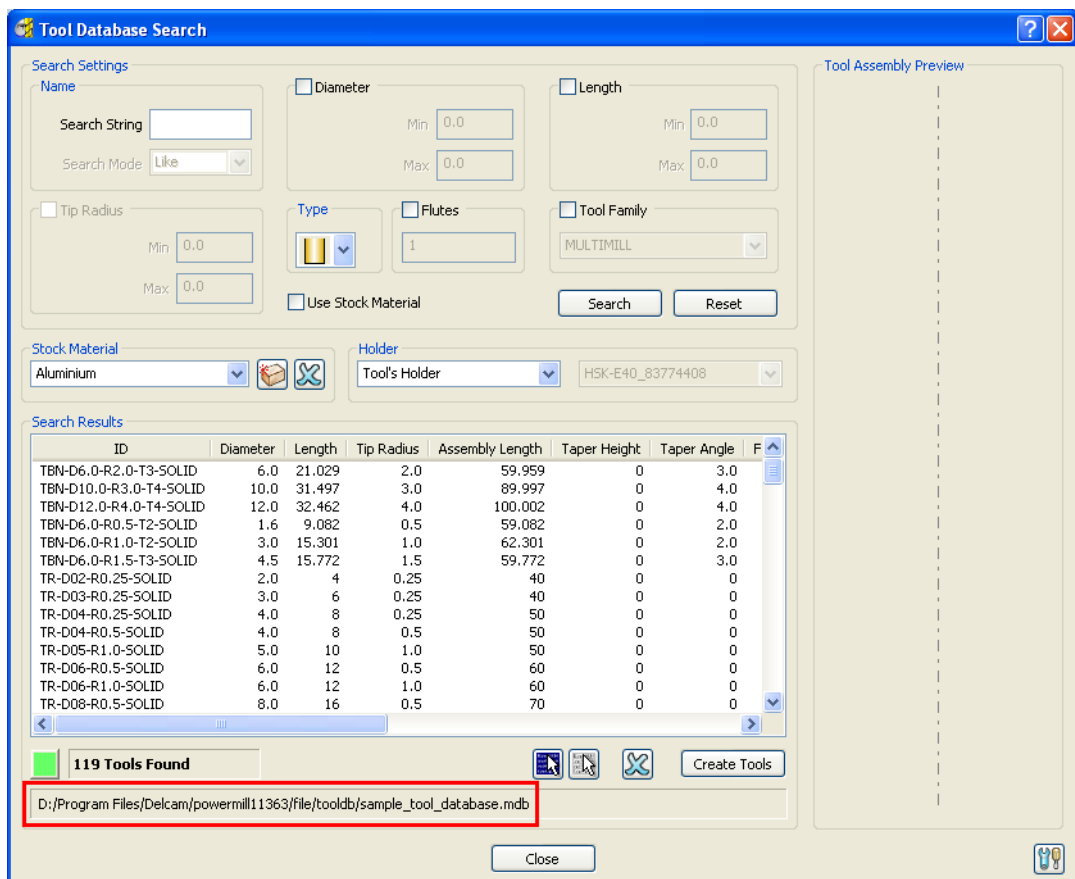 Tool Database Search
Search Settings
Name
Search String
Search Mode Like
Diameter
Min 0.0
Max 0.0
Length
Min 0.0
Max 0.0
Tip Radius
Min 0.0
Max 0.0
Type
Flutes
1
Tool Family
MULTIMILL
Use Stock Material
Search Reset
Stock Material
Aluminium
Holder
Tool's Holder HSK-E40_83774408
Search Results
ID Diameter Length Tip Radius Assembly Length Taper Height Taper Angle F
TBN-D6.0-R2.0-T3-SOLID 6.0 21.029 2.0 59.959 0 3.0
TBN-D10.0-R3.0-T4-SOLID 10.0 31.497 3.0 89.997 0 4.0
TBN-D12.0-R4.0-T4-SOLID 12.0 32.462 4.0 100.002 0 4.0
TBN-D6.0-R0.5-T2-SOLID 1.6 9.082 0.5 59.082 0 2.0
TBN-D6.0-R1.0-T2-SOLID 3.0 15.301 1.0 62.301 0 2.0
TBN-D6.0-R1.5-T3-SOLID 4.5 15.772 1.5 59.772 0 3.0
TR-D02-R0.25-SOLID 2.0 4 0.25 40 0 0
TR-D03-R0.25-SOLID 3.0 6 0.25 40 0 0
TR-D04-R0.25-SOLID 4.0 8 0.25 50 0 0
TR-D04-R0.5-SOLID 4.0 8 0.5 50 0 0
TR-D05-R1.0-SOLID 5.0 10 1.0 50 0 0
TR-D06-R0.5-SOLID 6.0 12 0.5 60 0 0
TR-D06-R1.0-SOLID 6.0 12 1.0 60 0 0
TR-D08-R0.5-SOLID 8.0 16 0.5 70 0 0
119 Tools Found
Create Tools
D:/Program Files/Delcam/powermill11363/file/tooldb/sample_tool_database.mdb
Close
Tool Assembly Preview